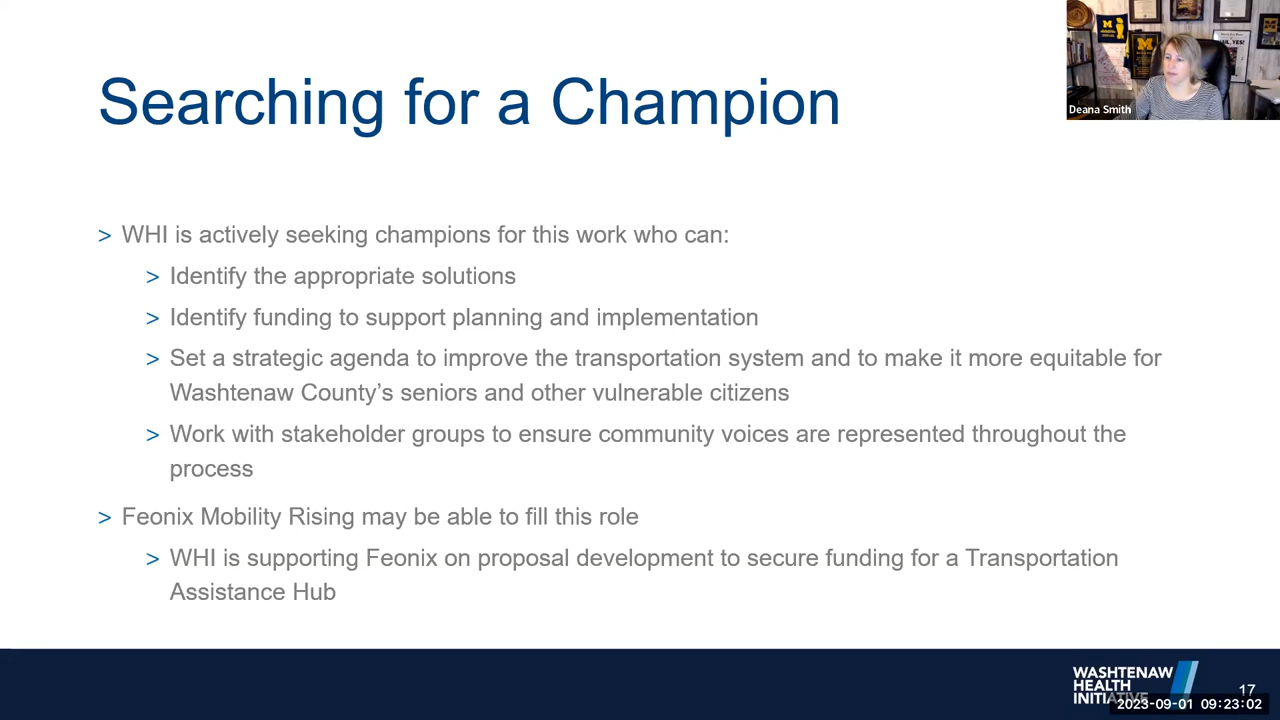 Searching for a Champion
Deana Smith
> WHI is actively seeking champions for this work who can:
> Identify the appropriate solutions
> Identify funding to support planning and implementation
> Set a strategic agenda to improve the transportation system and to make it more equitable for
Washtenaw County’s seniors and other vulnerable citizens
> Work with stakeholder groups to ensure community voices are represented throughout the
process
> Feonix Mobility Rising may be able to fill this role
> WHI is supporting Feonix on proposal development to secure funding for a Transportation
Assistance Hub
WASHTENAW
HEALTH
INITIATIVE
17
2023-09-01 09:23:02